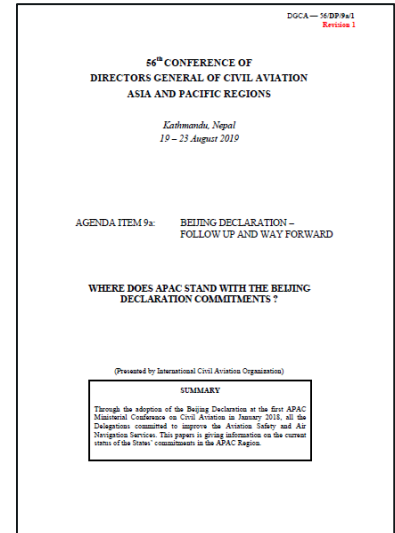 DGCA — 56/DP/9a/1
Revision 1
56th CONFERENCE OF
DIRECTORS GENERAL OF CIVIL AVIATION
ASIA AND PACIFIC REGIONS
Kathmandu, Nepal
19 – 23 August 2019
AGENDA ITEM 9a: BEIJING DECLARATION –
FOLLOW UP AND WAY FORWARD
WHERE DOES APAC STAND WITH THE BEIJING
DECLARATION COMMITMENTS ?
(Presented by International Civil Aviation Organization)
SUMMARY
Through the adoption of the Beijing Declaration at the first APAC
Ministerial Conference on Civil Aviation in January 2018, all the
Delegations committed to improve the Aviation Safety and Air
Navigation Services. This papers is giving information on the current
status of the States' commitments in the APAC Region.